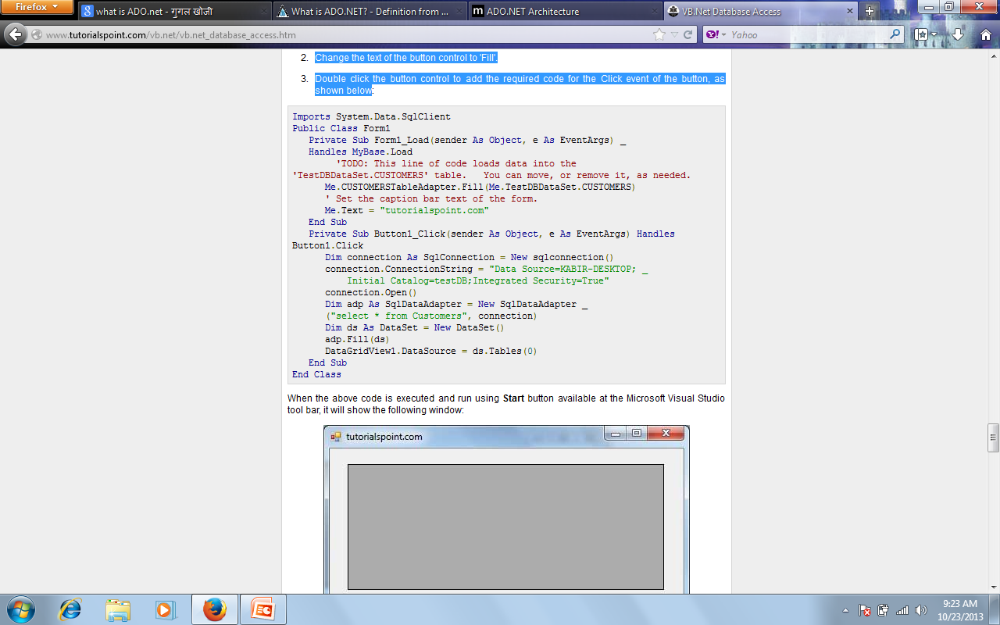 Firefox
what is ADO.net - गुगल खोजी
What is ADO.NET? - Definition from ...
ADO.NET Architecture
VB.Net Database Access
www.tutorialspoint.com/vb.net/vb.net_database_access.htm
Yahoo
2. Change the text of the button control to 'Fill'.
3. Double click the button control to add the required code for the Click event of the button, as
shown below:
Imports System.Data.SqlClient
Public Class Form1
Private Sub Form1_Load(sender As Object, e As EventArgs) _
Handles MyBase.Load
'TODO: This line of code loads data into the
'TestDBDataSet.CUSTOMERS' table.   You can move, or remove it, as needed.
Me.CUSTOMERSTableAdapter.Fill(Me.TestDBDataSet.CUSTOMERS)
' Set the caption bar text of the form.
Me.Text = "tutorialspoint.com"
End Sub
Private Sub Button1_Click(sender As Object, e As EventArgs) Handles
Button1.Click
Dim connection As SqlConnection = New sqlconnection()
connection.ConnectionString = "Data Source=KABIR-DESKTOP; _
Initial Catalog=testDB;Integrated Security=True"
connection.Open()
Dim adp As SqlDataAdapter = New SqlDataAdapter _
("select * from Customers", connection)
Dim ds As DataSet = New DataSet()
adp.Fill(ds)
DataGridView1.DataSource = ds.Tables(0)
End Sub
End Class
When the above code is executed and run using Start button available at the Microsoft Visual Studio
tool bar, it will show the following window:
tutorialspoint.com
9:23 AM
10/23/2013